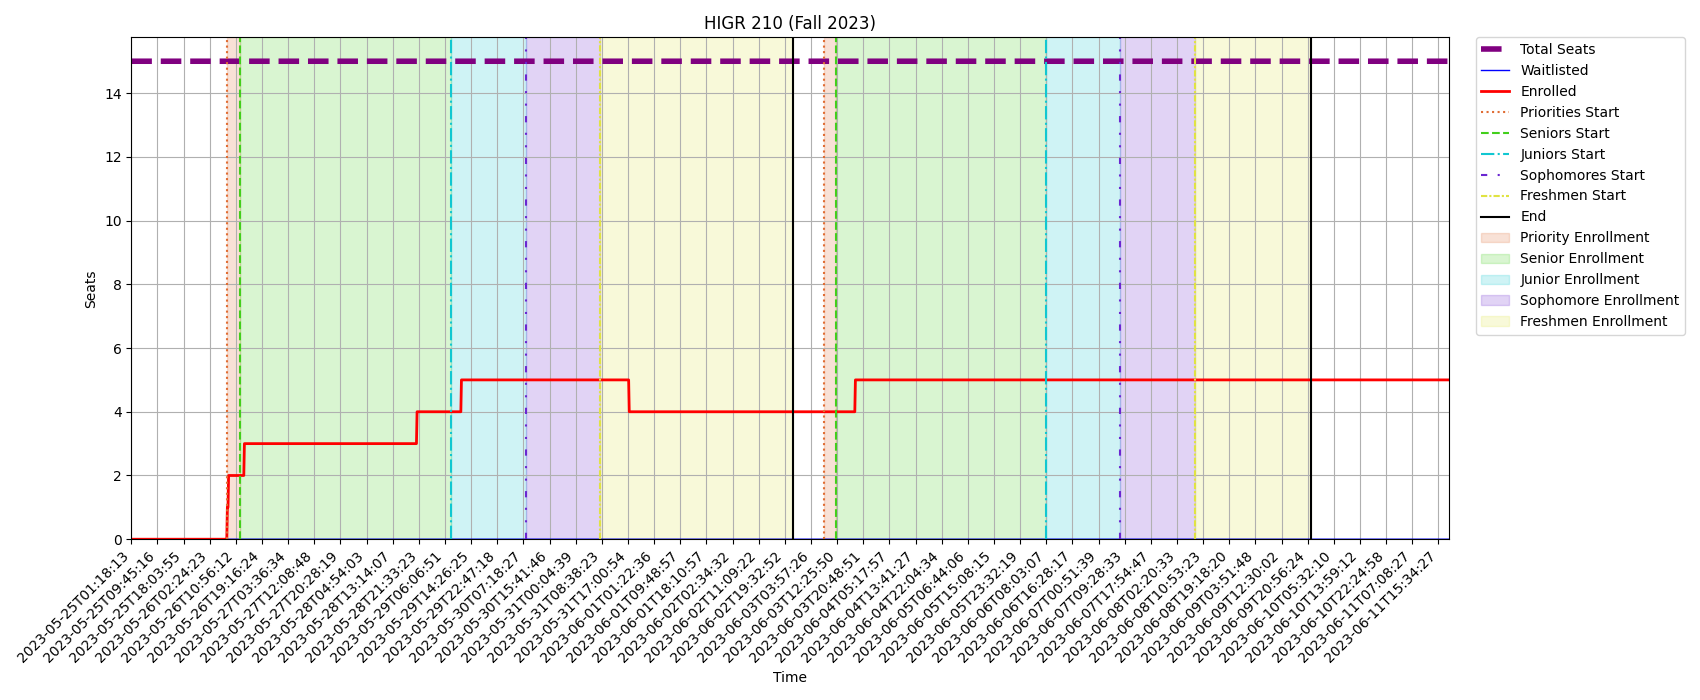 HIGR 210 (Fall 2023)
Seats
14
12
10
8
6
4
2
0
2023-05-25T01:18:13
2023-05-25T09:45:16
2023-05-25T18:03:55
2023-05-26T02:24:23
2023-05-26T10:56:12
2023-05-26T19:16:24
2023-05-27T03:36:34
2023-05-27T12:08:48
2023-05-27T20:28:19
2023-05-28T04:54:03
2023-05-28T13:14:07
2023-05-28T21:33:23
2023-05-29T06:06:51
2023-05-29T14:26:25
2023-05-29T22:47:18
2023-05-30T07:18:27
2023-05-30T15:41:46
2023-05-31T00:04:39
2023-05-31T08:38:23
2023-05-31T17:00:54
2023-06-01T01:22:36
2023-06-01T09:48:57
2023-06-01T18:10:57
2023-06-02T02:34:32
2023-06-02T11:09:22
2023-06-02T19:32:52
2023-06-03T03:57:26
2023-06-03T12:25:50
2023-06-03T20:48:51
2023-06-04T05:17:57
2023-06-04T13:41:27
2023-06-04T22:04:34
2023-06-05T06:44:06
2023-06-05T15:08:15
2023-06-05T23:32:19
2023-06-06T08:03:07
2023-06-06T16:28:17
2023-06-07T00:51:39
2023-06-07T09:28:33
2023-06-07T17:54:47
2023-06-08T02:20:33
2023-06-08T10:53:23
2023-06-08T19:18:20
2023-06-09T03:51:48
2023-06-09T12:30:02
2023-06-09T20:56:24
2023-06-10T05:32:10
2023-06-10T13:59:12
2023-06-10T22:24:58
2023-06-11T07:08:27
2023-06-11T15:34:27
Time
Total Seats
Waitlisted
Enrolled
Priorities Start
Seniors Start
Juniors Start
Sophomores Start
Freshmen Start
End
Priority Enrollment
Senior Enrollment
Junior Enrollment
Sophomore Enrollment
Freshmen Enrollment